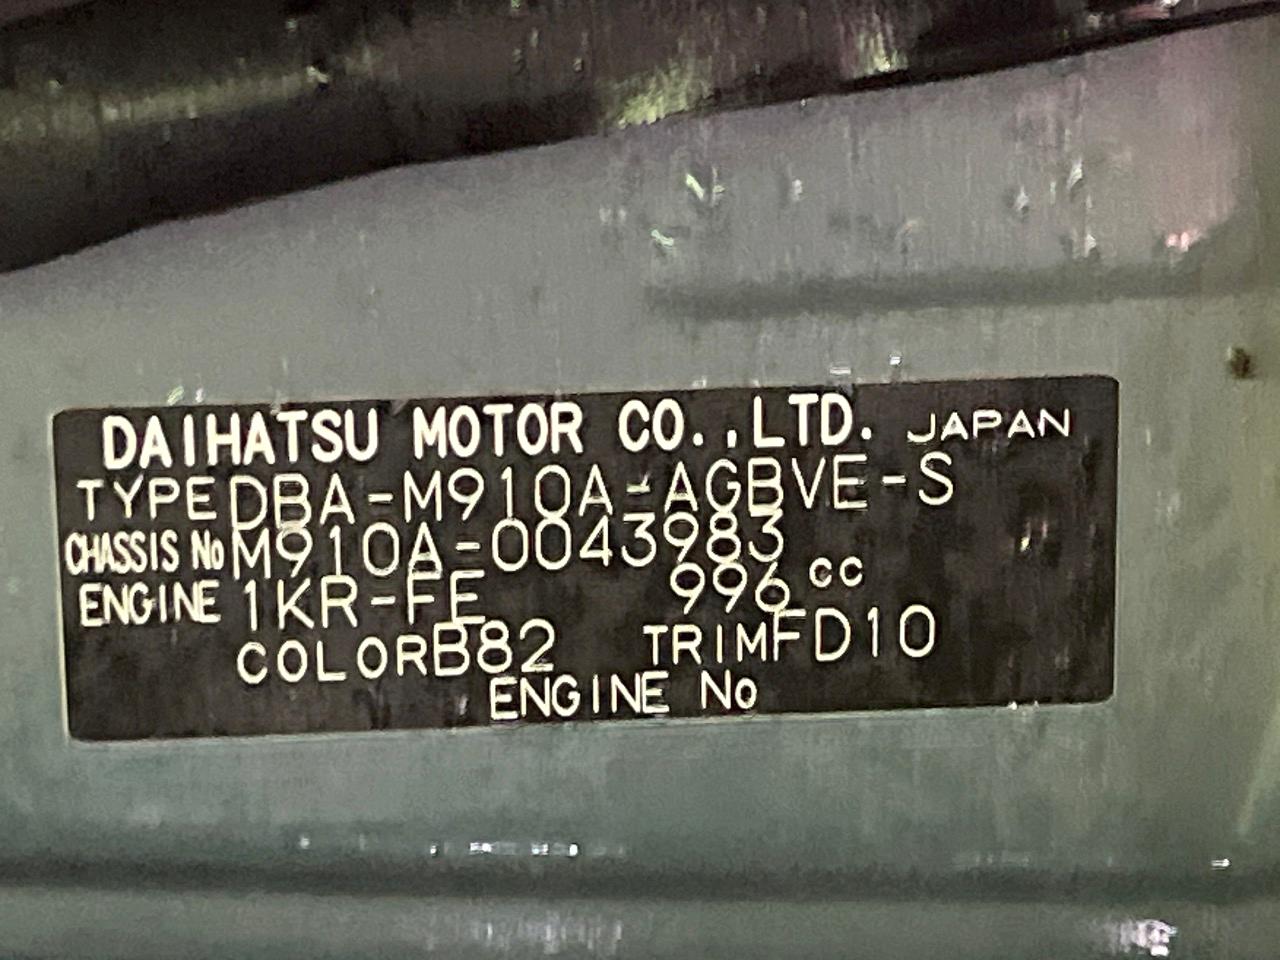 DAIHATSU MOTOR CO.,LTD. JAPAN
TYPE DBA-M910A-AGBVE-S
CHASSIS No M910A-0043983
ENGINE 1KR-FE 996 cc
COLOR B82 TRIM FD10
ENGINE No